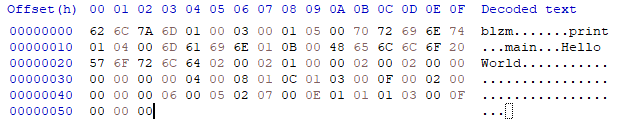 Offset(h) 00 01 02 03 04 05 06 07 08 09 0A 0B 0C 0D 0E 0F Decoded text
00000000 62 6C 7A 6D 01 00 03 00 01 05 00 70 72 69 6E 74 blzm.......print
00000010 01 04 00 6D 61 69 6E 01 0B 00 48 65 6C 6C 6F 20 ...main...Hello
00000020 57 6F 72 6C 64 02 00 02 01 00 00 02 00 02 00 00 World...........
00000030 00 00 00 00 04 00 08 01 0C 01 03 00 0F 00 02 00 ................
00000040 00 00 00 06 00 05 02 07 00 0E 01 01 01 03 00 0F ................
00000050 00 00 00 ...